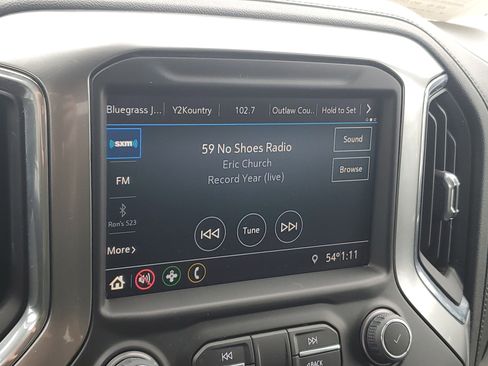 Bluegrass J... Y2Kountry 102.7 Outlaw Cou... Hold to Set
sxm
59 No Shoes Radio
Sound
Eric Church
Browse
FM
Record Year (live)
Ron's S23
Tune
More
54° 1:11
BACK